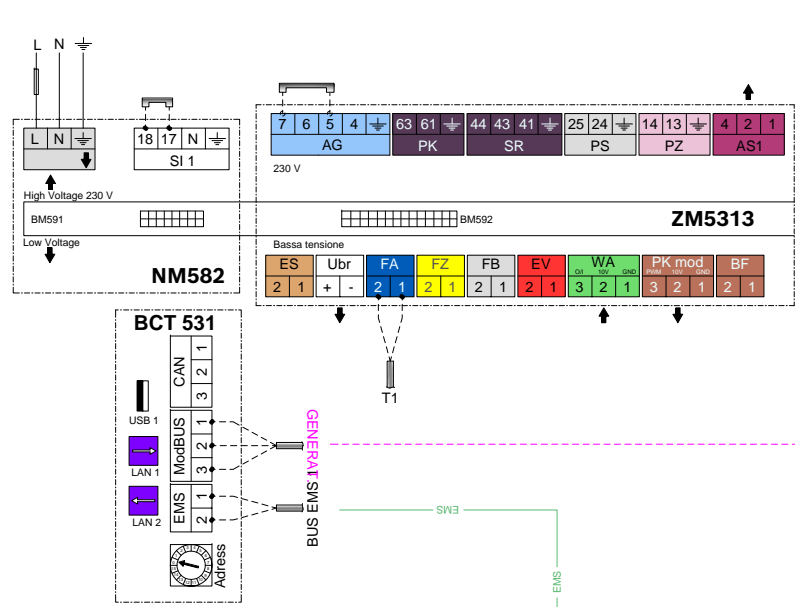 L N
L N
18 17 N
SI 1
7 6 5 4
AG
63 61
PK
44 43 41
SR
25 24
PS
14 13
PZ
4 2 1
AS1
230 V
High Voltage 230 V
BM591
BM592
ZM5313
Low Voltage
NM582
Bassa tensione
ES
2 1
Ubr
+ -
FA
2 1
FZ
2 1
FB
2 1
EV
2 1
WA
O/I 10V GND
3 2 1
PK mod
PWM 10V GND
3 2 1
BF
2 1
T1
BCT 531
CAN
1
2
3
USB 1
ModBUS
1
2
3
LAN 1
EMS
1
2
LAN 2
Adress
GENERAT.
BUS EMS 1
EMS
EMS